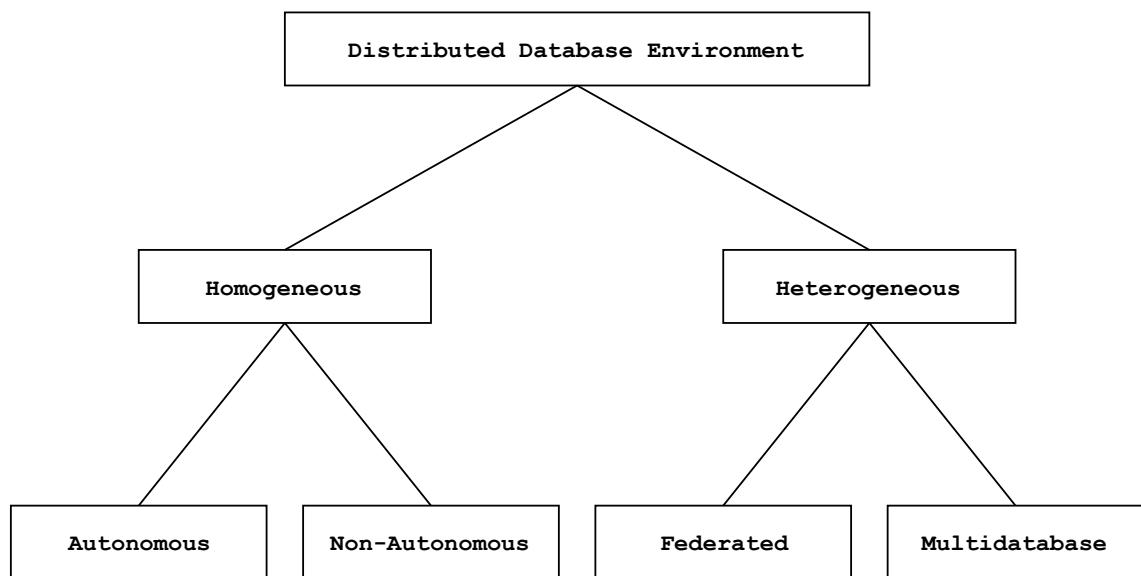 Distributed Database Environment
Homogeneous
Heterogeneous
Autonomous
Non-Autonomous
Federated
Multidatabase